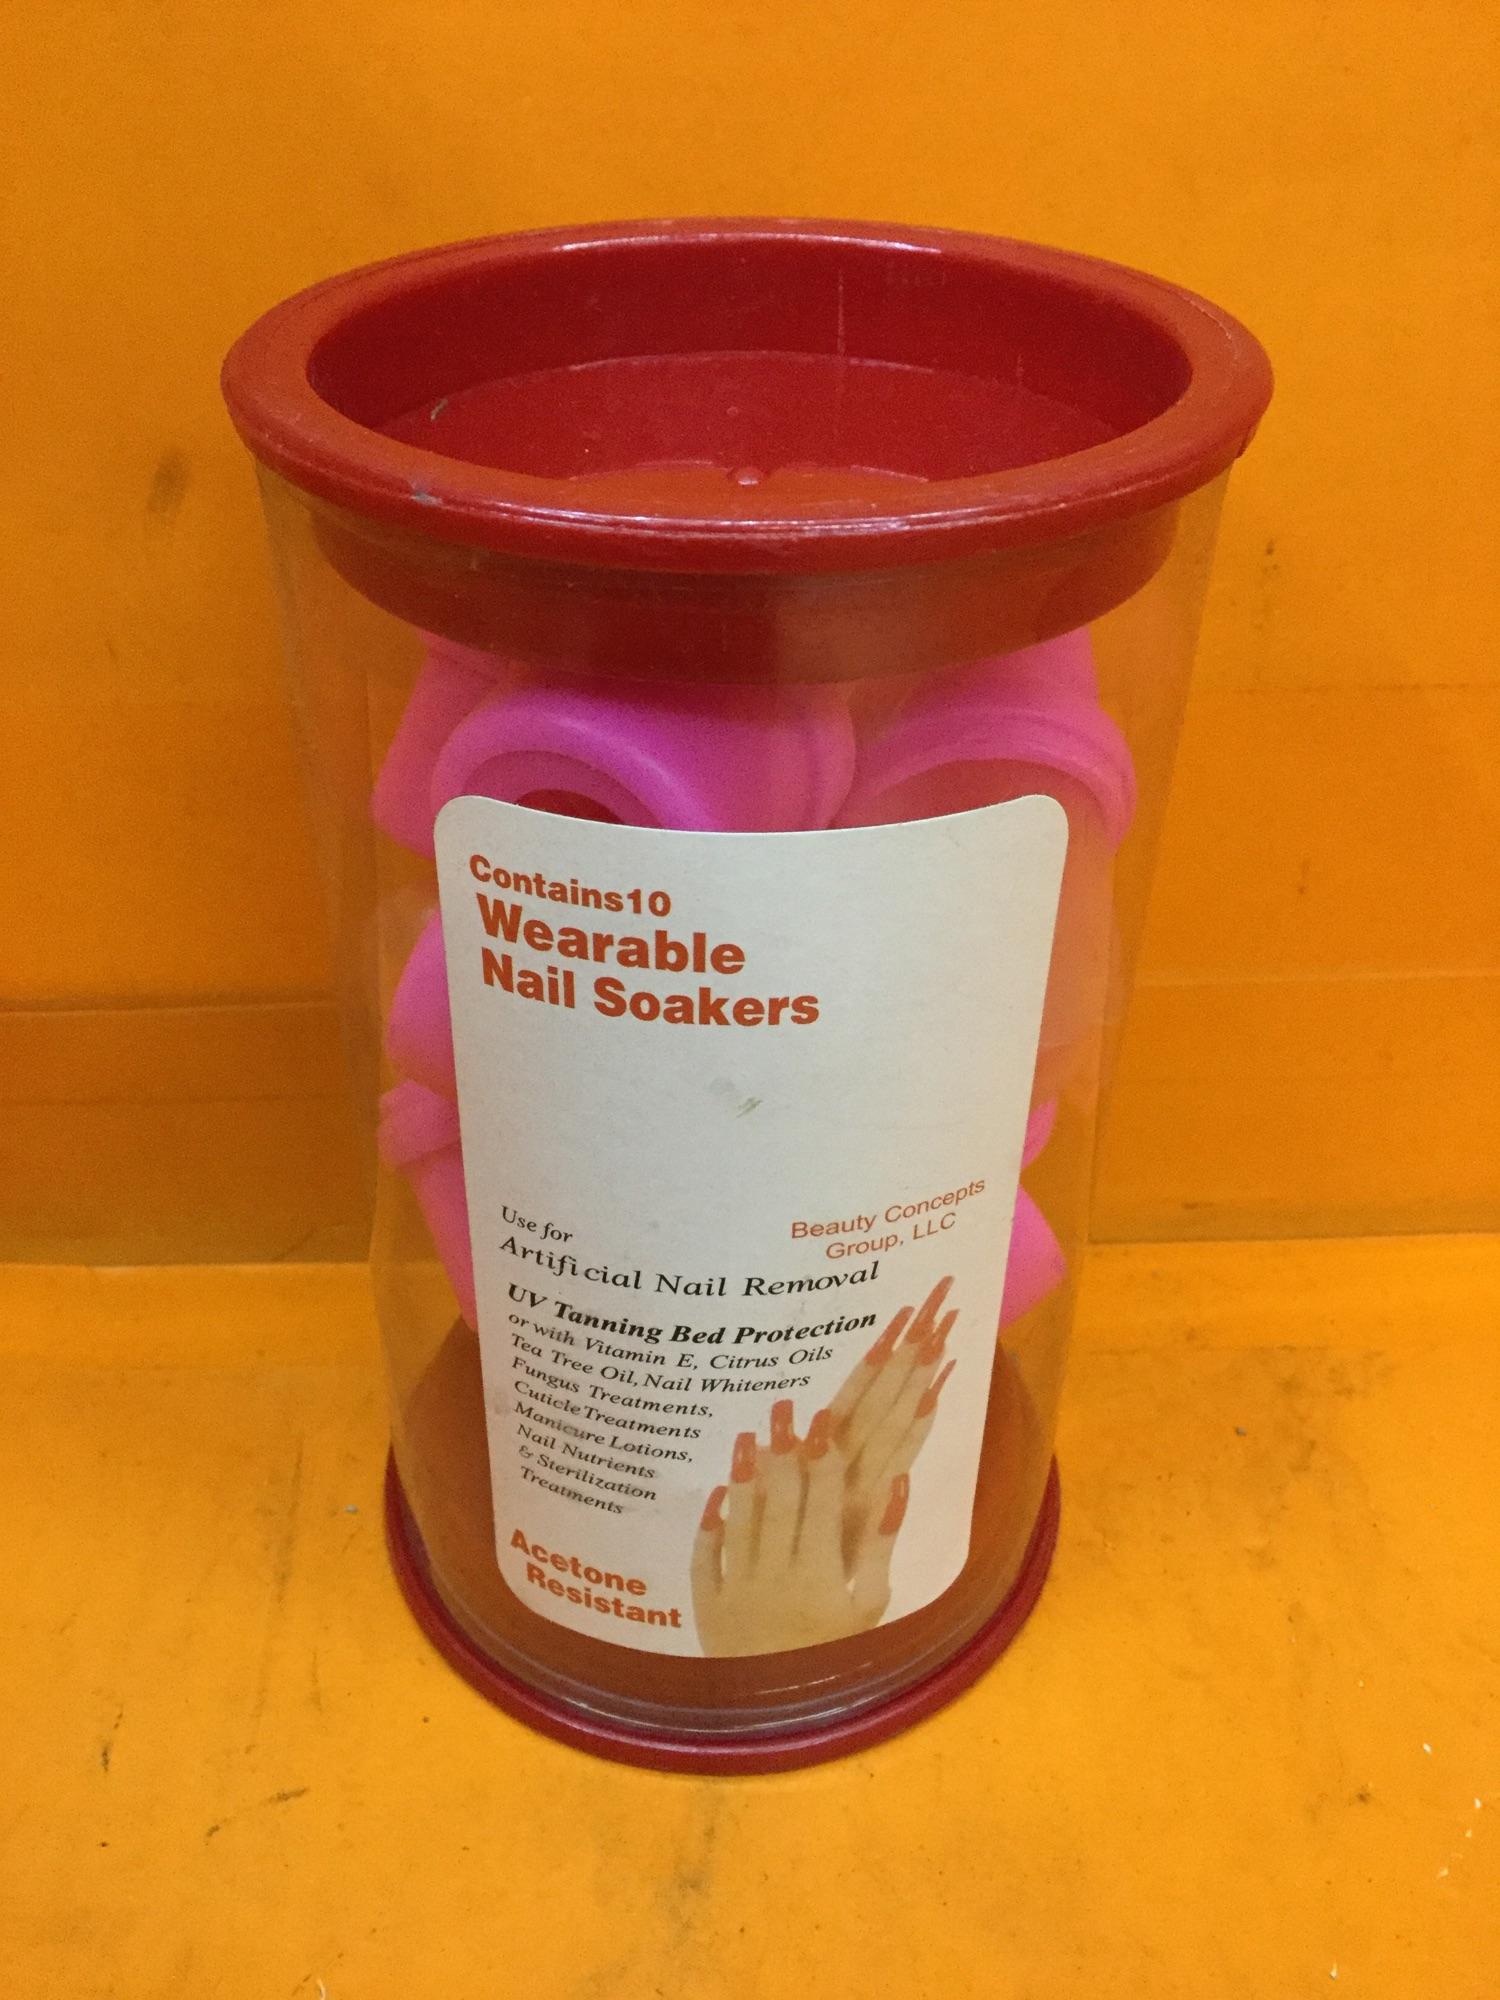 Contains10
Wearable
Nail Soakers
Beauty Concepts
Group, LLC
Use for
Artificial Nail Removal
UV Tanning Bed Protection
or with Vitamin E, Citrus Oils
Tea Tree Oil, Nail Whiteners
Fungus Treatments,
Cuticle Treatments
Manicure Lotions,
Nail Nutrients
& Sterilization
Treatments
Acetone
Resistant